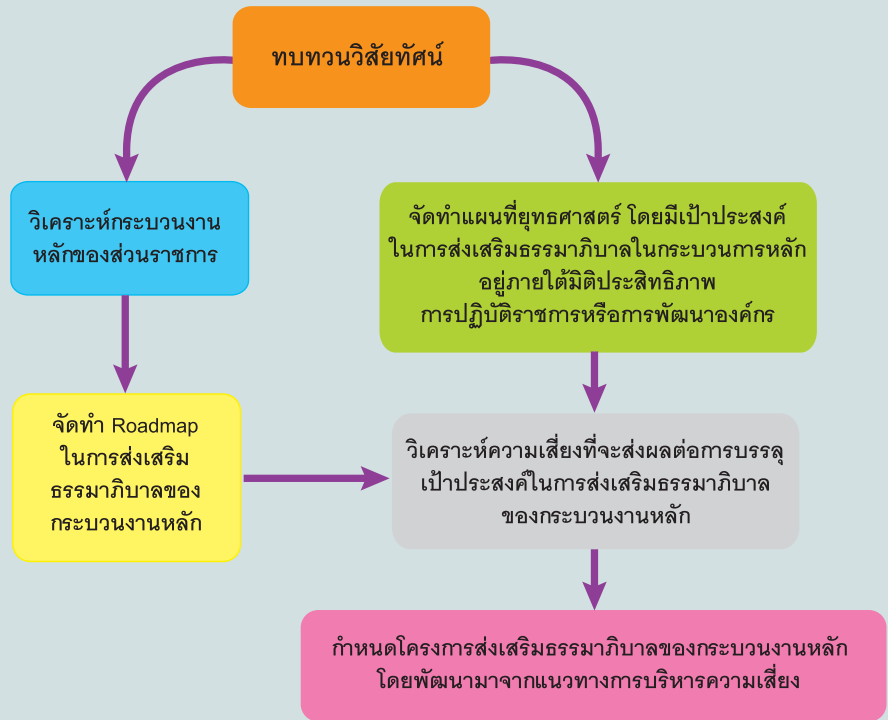 ทบทวนวิสัยทัศน์
วิเคราะห์กระบวนงาน
หลักของส่วนราชการ
จัดทำแผนที่ยุทธศาสตร์ โดยมีเป้าประสงค์
ในการส่งเสริมธรรมาภิบาลในกระบวนการหลัก
อยู่ภายใต้มิติประสิทธิภาพ
การปฏิบัติราชการหรือการพัฒนาองค์กร
จัดทำ Roadmap
ในการส่งเสริม
ธรรมาภิบาลของ
กระบวนงานหลัก
วิเคราะห์ความเสี่ยงที่จะส่งผลต่อการบรรลุ
เป้าประสงค์ในการส่งเสริมธรรมาภิบาล
ของกระบวนงานหลัก
กำหนดโครงการส่งเสริมธรรมาภิบาลของกระบวนงานหลัก
โดยพัฒนามาจากแนวทางการบริหารความเสี่ยง